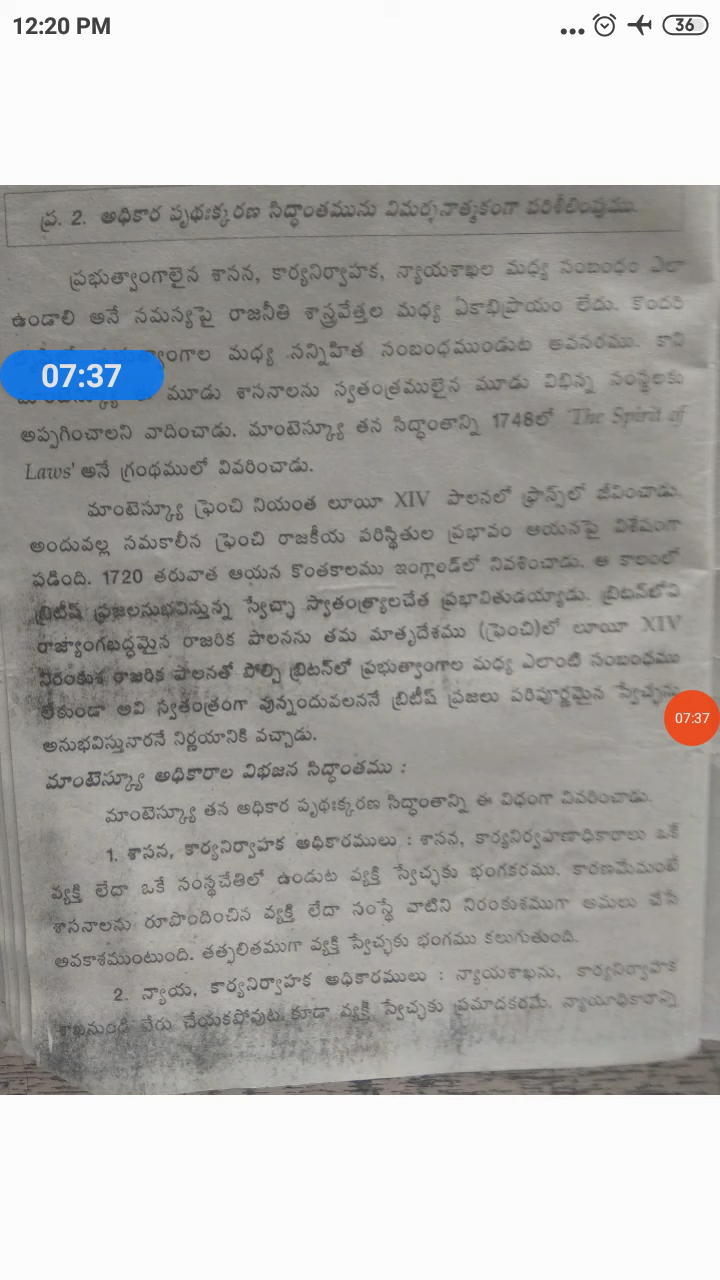 12:20 PM
36
ప్ర. 2. అధికార పృథఃక్కరణ సిద్ధాంతమును విమర్శనాత్మకంగా పరిశీలింపుము.
ప్రభుత్వాంగాలైన శాసన, కార్యనిర్వాహక, న్యాయశాఖల మధ్య సంబంధం ఎలా
ఉండాలి అనే సమస్యపై రాజనీతి శాస్త్రవేత్తల మధ్య ఏకాభిప్రాయం లేదు. కొందరి
మధ్య సన్నిహిత సంబంధముండుట అవసరము. కాని
07:37
ఈ మూడు శాసనాలను స్వతంత్రములైన మూడు విభిన్న సంస్థలకు
అప్పగించాలని వాదించాడు. మాంటెస్క్యూ తన సిద్ధాంతాన్ని 1748లో 'The Spirit of
Laws' అనే గ్రంథములో వివరించాడు.
మాంటెస్క్యూ ఫ్రెంచి నియంత లూయీ XIV పాలనలో ఫ్రాన్స్‌లో జీవించాడు.
అందువల్ల సమకాలీన ఫ్రెంచి రాజకీయ పరిస్థితుల ప్రభావం ఆయనపై విశేషంగా
పడింది. 1720 తరువాత ఆయన కొంతకాలము ఇంగ్లాండ్‌లో నివశించాడు. ఆ కాలంలో
బ్రిటీష్ ప్రజలనుభవిస్తున్న స్వేచ్ఛా స్వాతంత్ర్యాలచేత ప్రభావితుడయ్యాడు. బ్రిటన్‌లోని
రాజ్యాంగబద్ధమైన రాజరిక పాలనను తమ మాతృదేశము (ఫ్రెంచి)లో లూయీ XIV
నిరంకుశ రాజరిక పాలనతో పోల్చి బ్రిటన్‌లో ప్రభుత్వాంగాల మధ్య ఎలాంటి సంబంధము
లేకుండా అవి స్వతంత్రంగా వున్నందువలననే బ్రిటీష్ ప్రజలు పరిపూర్ణమైన స్వేచ్ఛను
07:37
అనుభవిస్తునారనే నిర్ణయానికి వచ్చాడు.
మాంటెస్క్యూ అధికారాల విభజన సిద్ధాంతము :
మాంటెస్క్యూ తన అధికార పృథఃక్కరణ సిద్ధాంతాన్ని ఈ విధంగా వివరించాడు.
1. శాసన, కార్యనిర్వాహక అధికారములు : శాసన, కార్యనిర్వహణాధికారాలు ఒకే
వ్యక్తి లేదా ఒకే సంస్థచేతిలో ఉండుట వ్యక్తి స్వేచ్ఛకు భంగకరము. కారణమేమంటే
శాసనాలను రూపొందించిన వ్యక్తి లేదా సంస్థే వాటిని నిరంకుశముగా అమలు చేసే
అవకాశముంటుంది. తత్ఫలితముగా వ్యక్తి స్వేచ్ఛకు భంగము కలుగుతుంది.
2. న్యాయ, కార్యనిర్వాహక అధికారములు : న్యాయశాఖను, కార్యనిర్వాహక
శాఖనుండి వేరు చేయకపోవుట కూడా వ్యక్తి స్వేచ్ఛకు ప్రమాదకరమే. న్యాయాధికారాన్ని